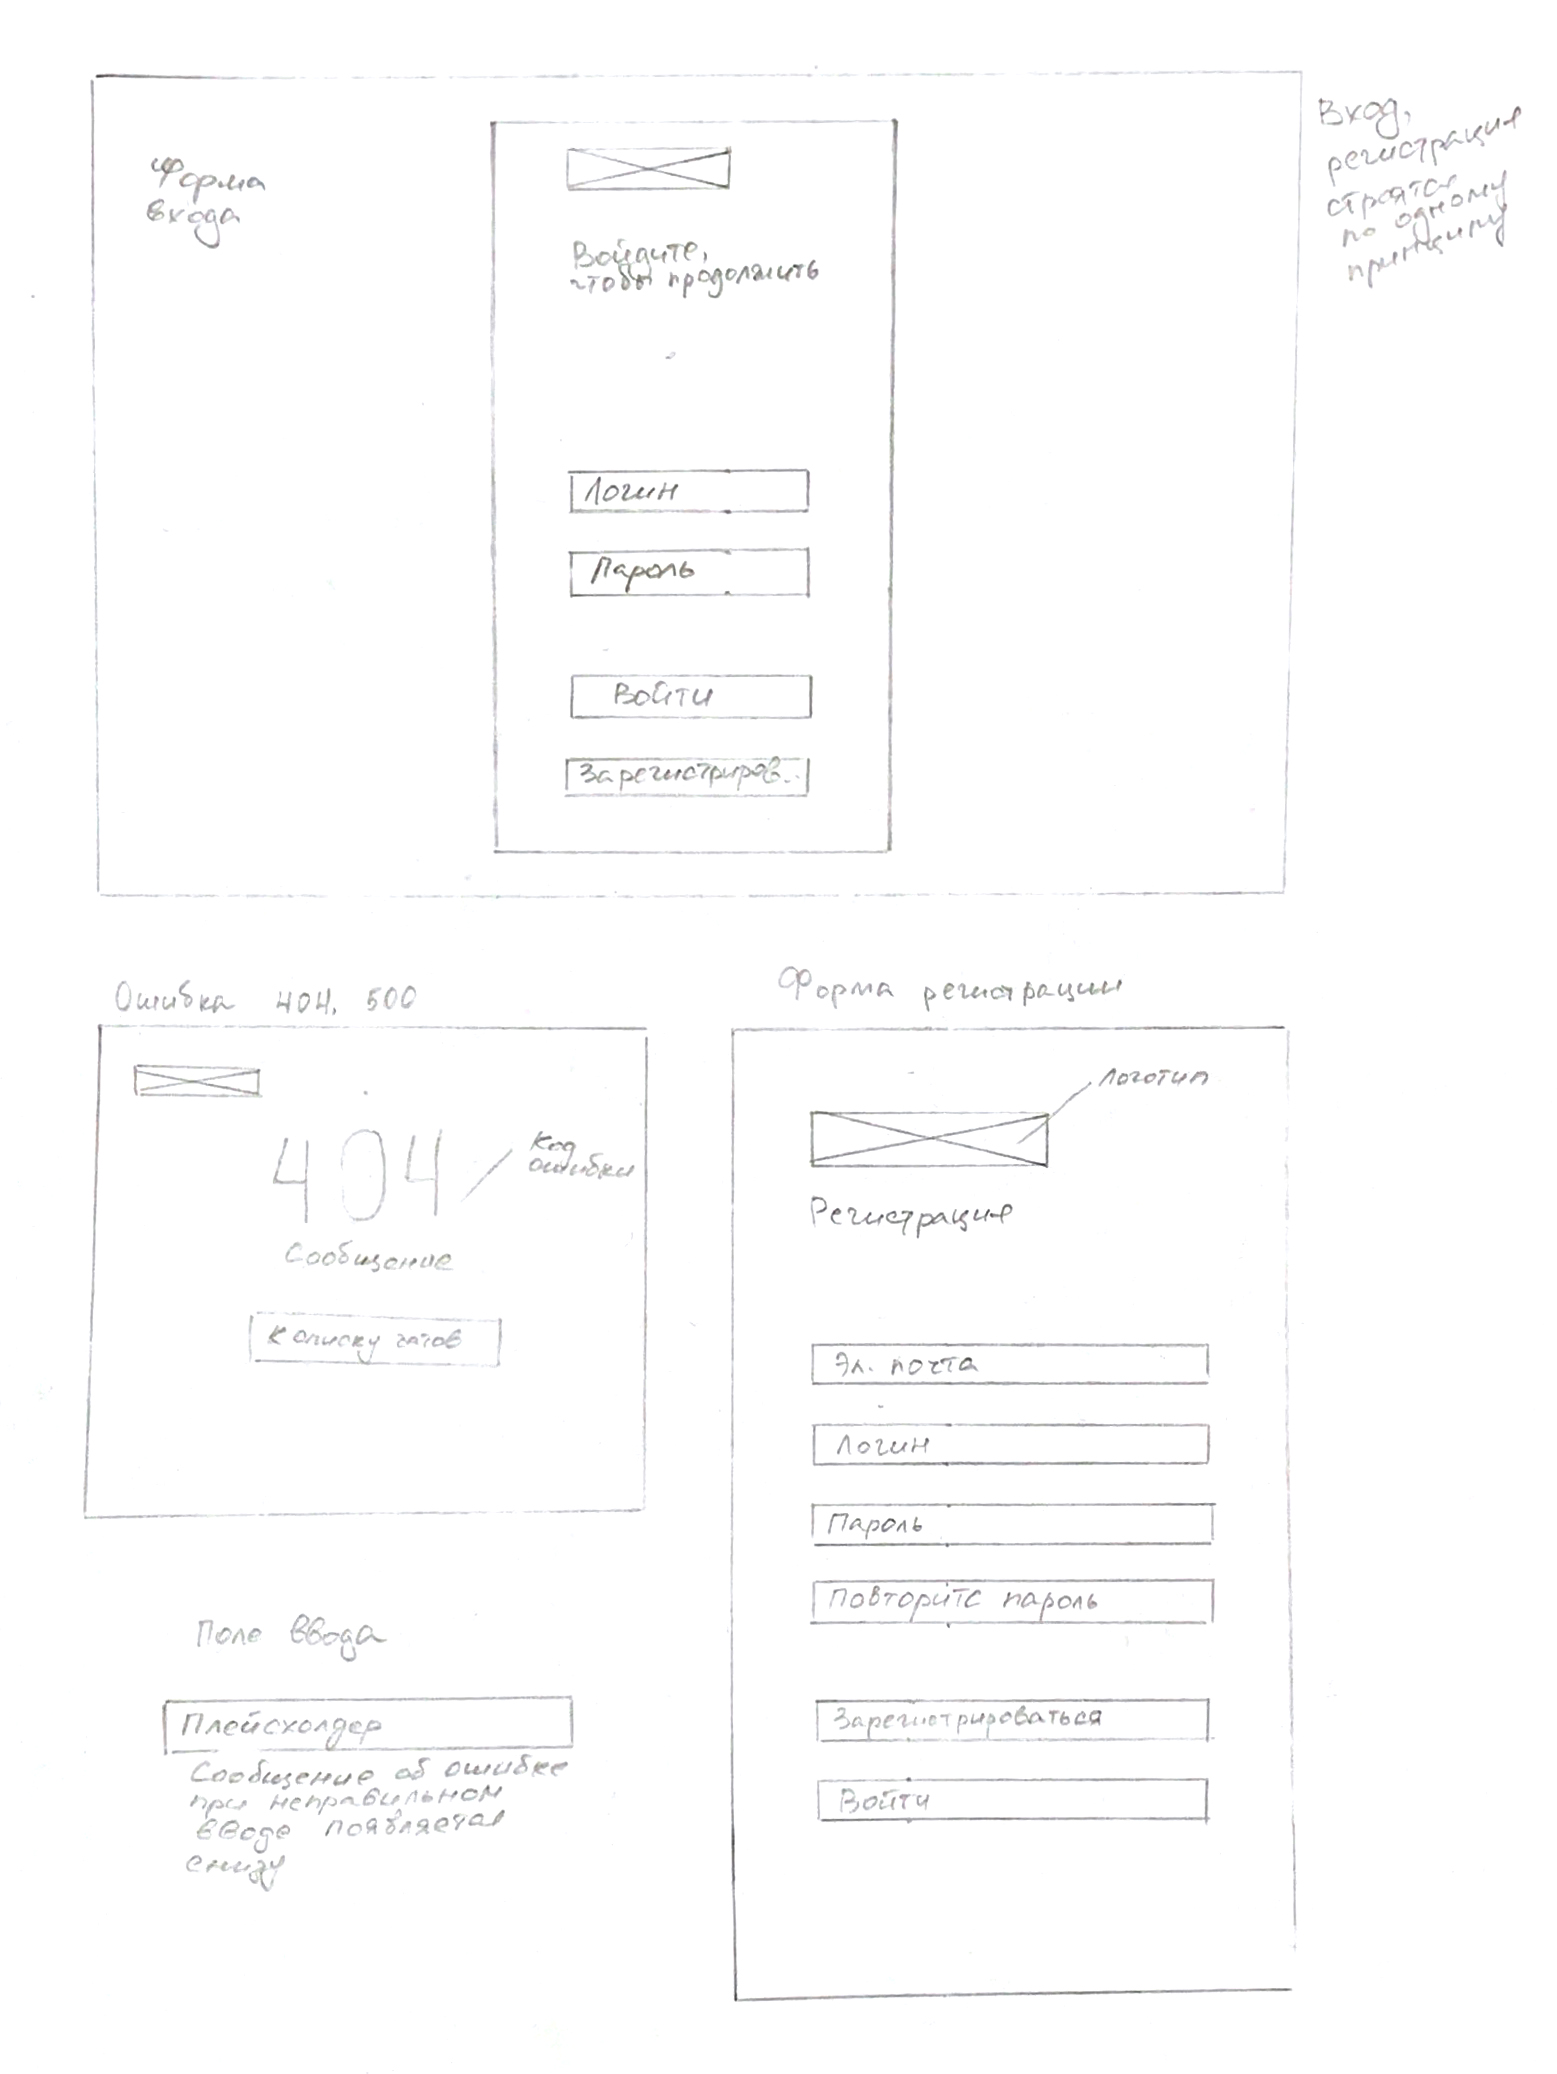 Форма
входа
Войдите,
чтобы продолжить
Логин
Пароль
Войти
Зарегистриров...
Вход,
регистрация
строятся
по одному
принципу
Ошибка 404, 500
404
Код
ошибки
Сообщение
К списку чатов
Поле ввода
Плейсхолдер
Сообщение об ошибке
при неправильном
вводе появляется
снизу
Форма регистрации
Логотип
Регистрация
Эл. почта
Логин
Пароль
Повторите пароль
Зарегистрироваться
Войти